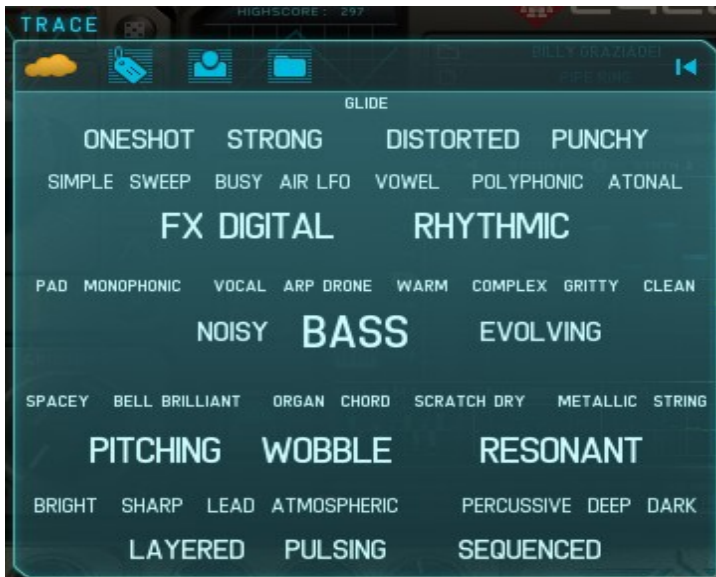 HIGHSCORE: 297
TRACE
BILLY GRAZIADEI
GLIDE
ONESHOT STRONG DISTORTED PUNCHY
SIMPLE SWEEP BUSY AIR LFO VOWEL POLYPHONIC ATONAL
FX DIGITAL RHYTHMIC
PAD MONOPHONIC VOCAL ARP DRONE WARM COMPLEX GRITTY CLEAN
NOISY BASS EVOLVING
SPACEY BELL BRILLIANT ORGAN CHORD SCRATCH DRY METALLIC STRING
PITCHING WOBBLE RESONANT
BRIGHT SHARP LEAD ATMOSPHERIC PERCUSSIVE DEEP DARK
LAYERED PULSING SEQUENCED